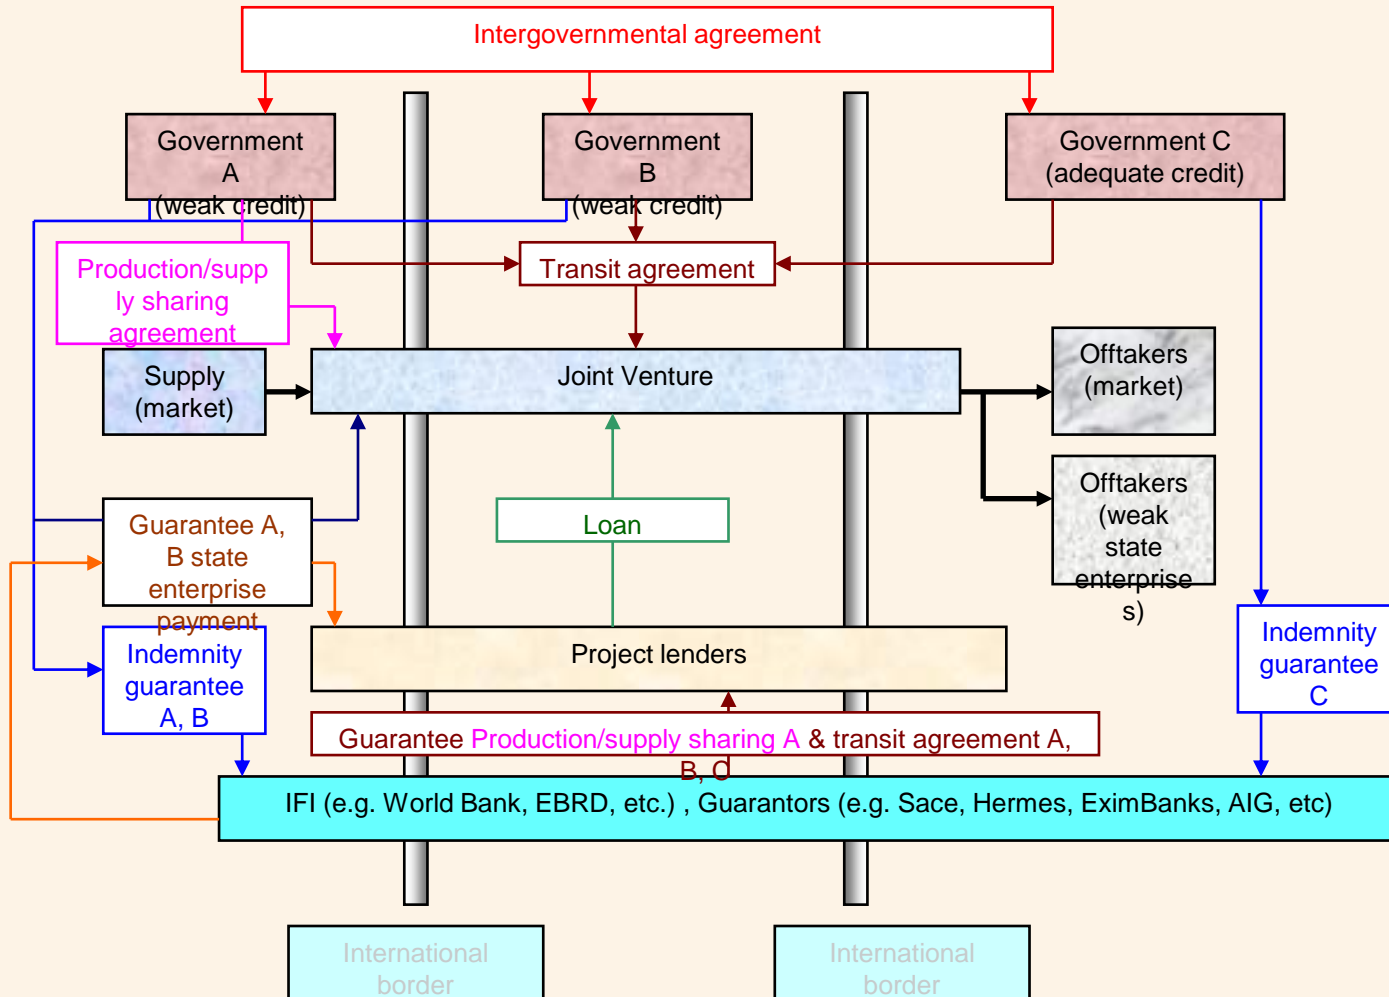 Intergovernmental agreement
Government
A
(weak credit)
Government
B
(weak credit)
Government C
(adequate credit)
Production/supp
ly sharing
agreement
Transit agreement
Supply
(market)
Joint Venture
Offtakers
(market)
Offtakers
(weak
state
enterprise
s)
Guarantee A,
B state
enterprise
payment
Loan
Indemnity
guarantee
A, B
Project lenders
Indemnity
guarantee
C
Guarantee Production/supply sharing A & transit agreement A,
B, C
IFI (e.g. World Bank, EBRD, etc.) , Guarantors (e.g. Sace, Hermes, EximBanks, AIG, etc)
International
border
International
border